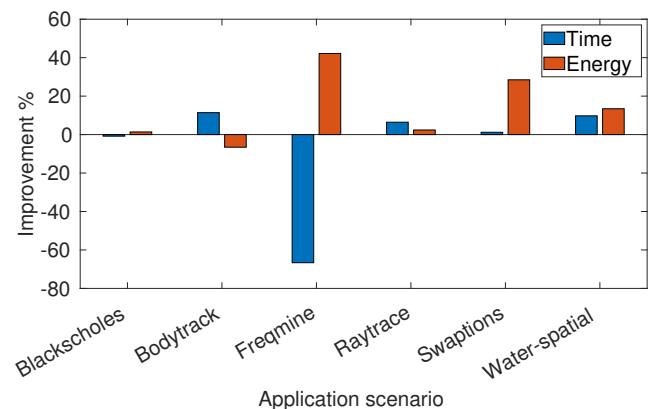 60
40
20
0
-20
-40
-60
-80
Improvement %
Time
Energy
Blackscholes
Bodytrack
Freqmine
Raytrace
Swaptions
Water-spatial
Application scenario